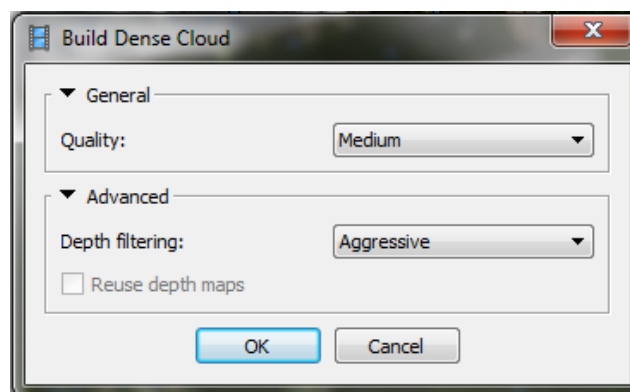 Build Dense Cloud
General
Quality: Medium
Advanced
Depth filtering: Aggressive
Reuse depth maps
OK Cancel